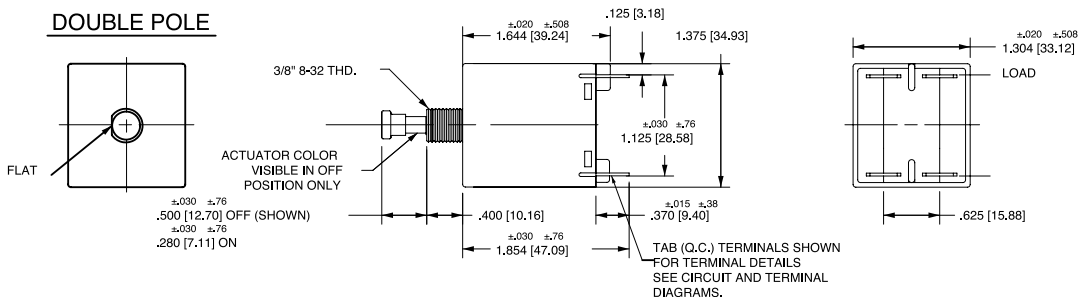 DOUBLE POLE
FLAT
±.030 ±.76
.500 [12.70] OFF (SHOWN)
±.030 ±.76
.280 [7.11] ON
3/8" 8-32 THD.
ACTUATOR COLOR
VISIBLE IN OFF
POSITION ONLY
±.020 ±.508
1.644 [39.24]
.125 [3.18]
1.375 [34.93]
±.030 ±.76
1.125 [28.58]
.400 [10.16]
±.015 ±.38
.370 [9.40]
±.030 ±.76
1.854 [47.09]
TAB (Q.C.) TERMINALS SHOWN
FOR TERMINAL DETAILS
SEE CIRCUIT AND TERMINAL
DIAGRAMS.
±.020 ±.508
1.304 [33.12]
LOAD
.625 [15.88]